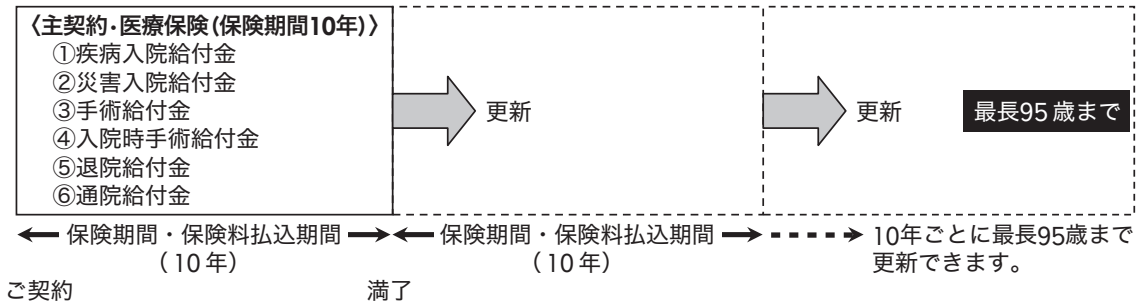 〈主契約・医療保険(保険期間10年)〉
①疾病入院給付金
②災害入院給付金
③手術給付金
④入院時手術給付金
⑤退院給付金
⑥通院給付金
更新
更新
最長95歳まで
保険期間・保険料払込期間
(10年)
保険期間・保険料払込期間
(10年)
10年ごとに最長95歳まで
更新できます。
ご契約
満了